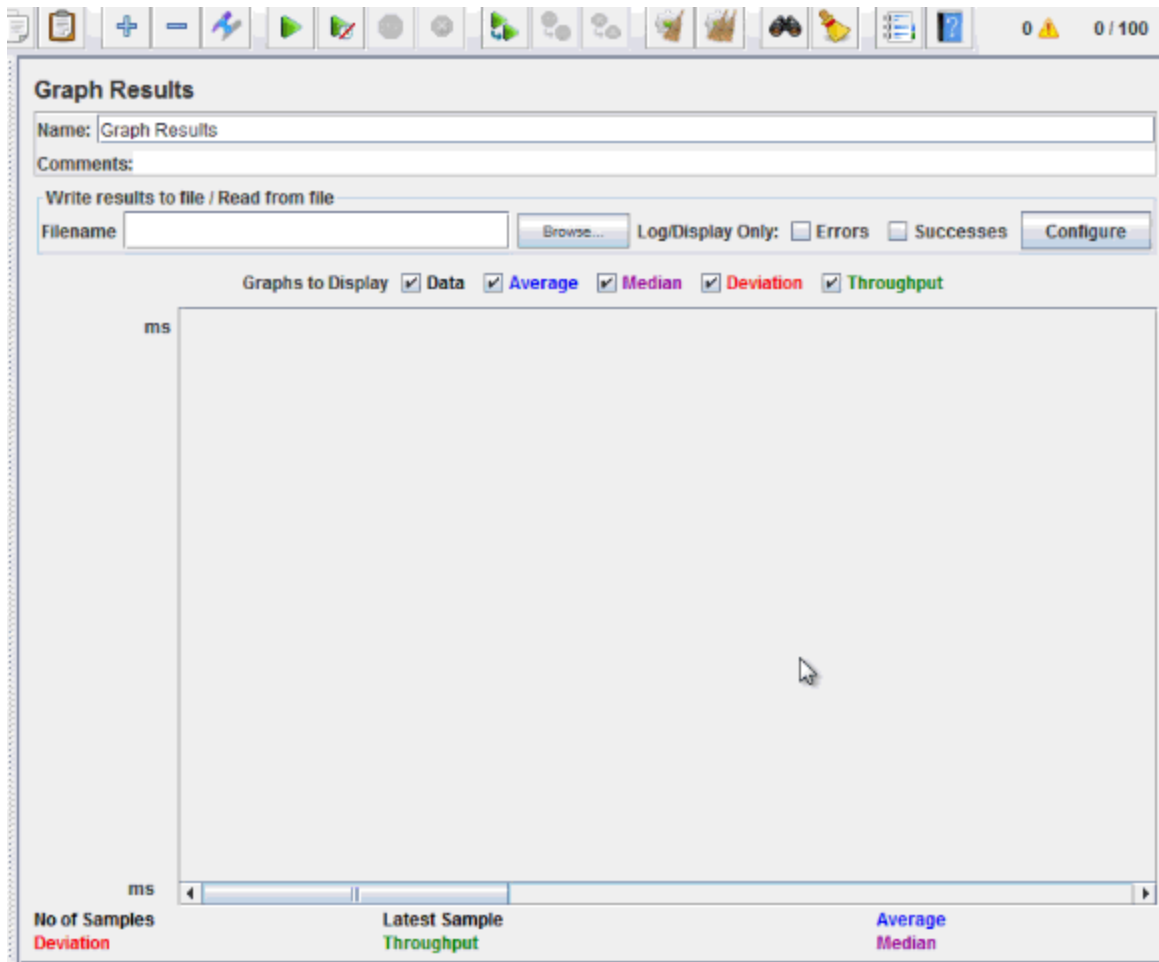 0 0 / 100
Graph Results
Name: Graph Results
Comments:
Write results to file / Read from file
Filename Browse... Log/Display Only: Errors Successes Configure
Graphs to Display Data Average Median Deviation Throughput
ms
ms
No of Samples Latest Sample Average
Deviation Throughput Median